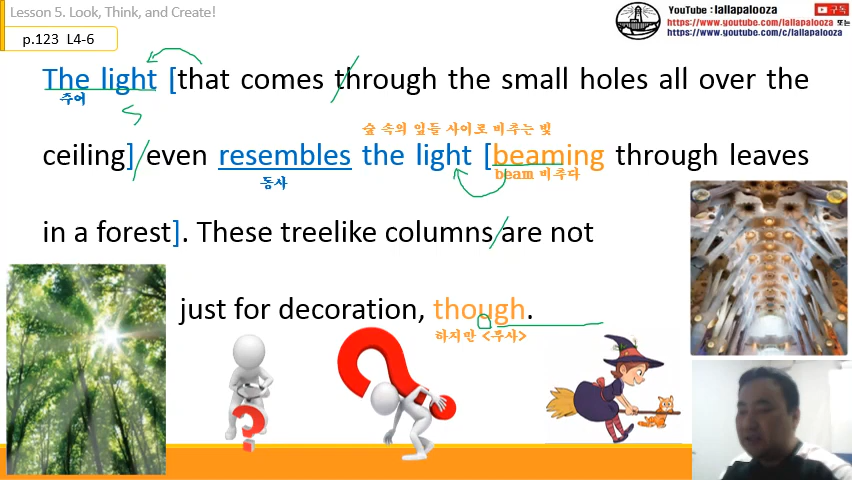 Lesson 5. Look, Think, and Create!
YouTube : lallapalooza
구독
https://www.youtube.com/lallapalooza 또는
https://www.youtube.com/c/lallapalooza
p.123 L4-6
The light [that comes through the small holes all over the
주어
S
숲 속의 잎들 사이로 비추는 빛
ceiling] even resembles the light [beaming through leaves
동사
beam 비추다
in a forest]. These treelike columns are not
just for decoration, though.
하지만 <부사>